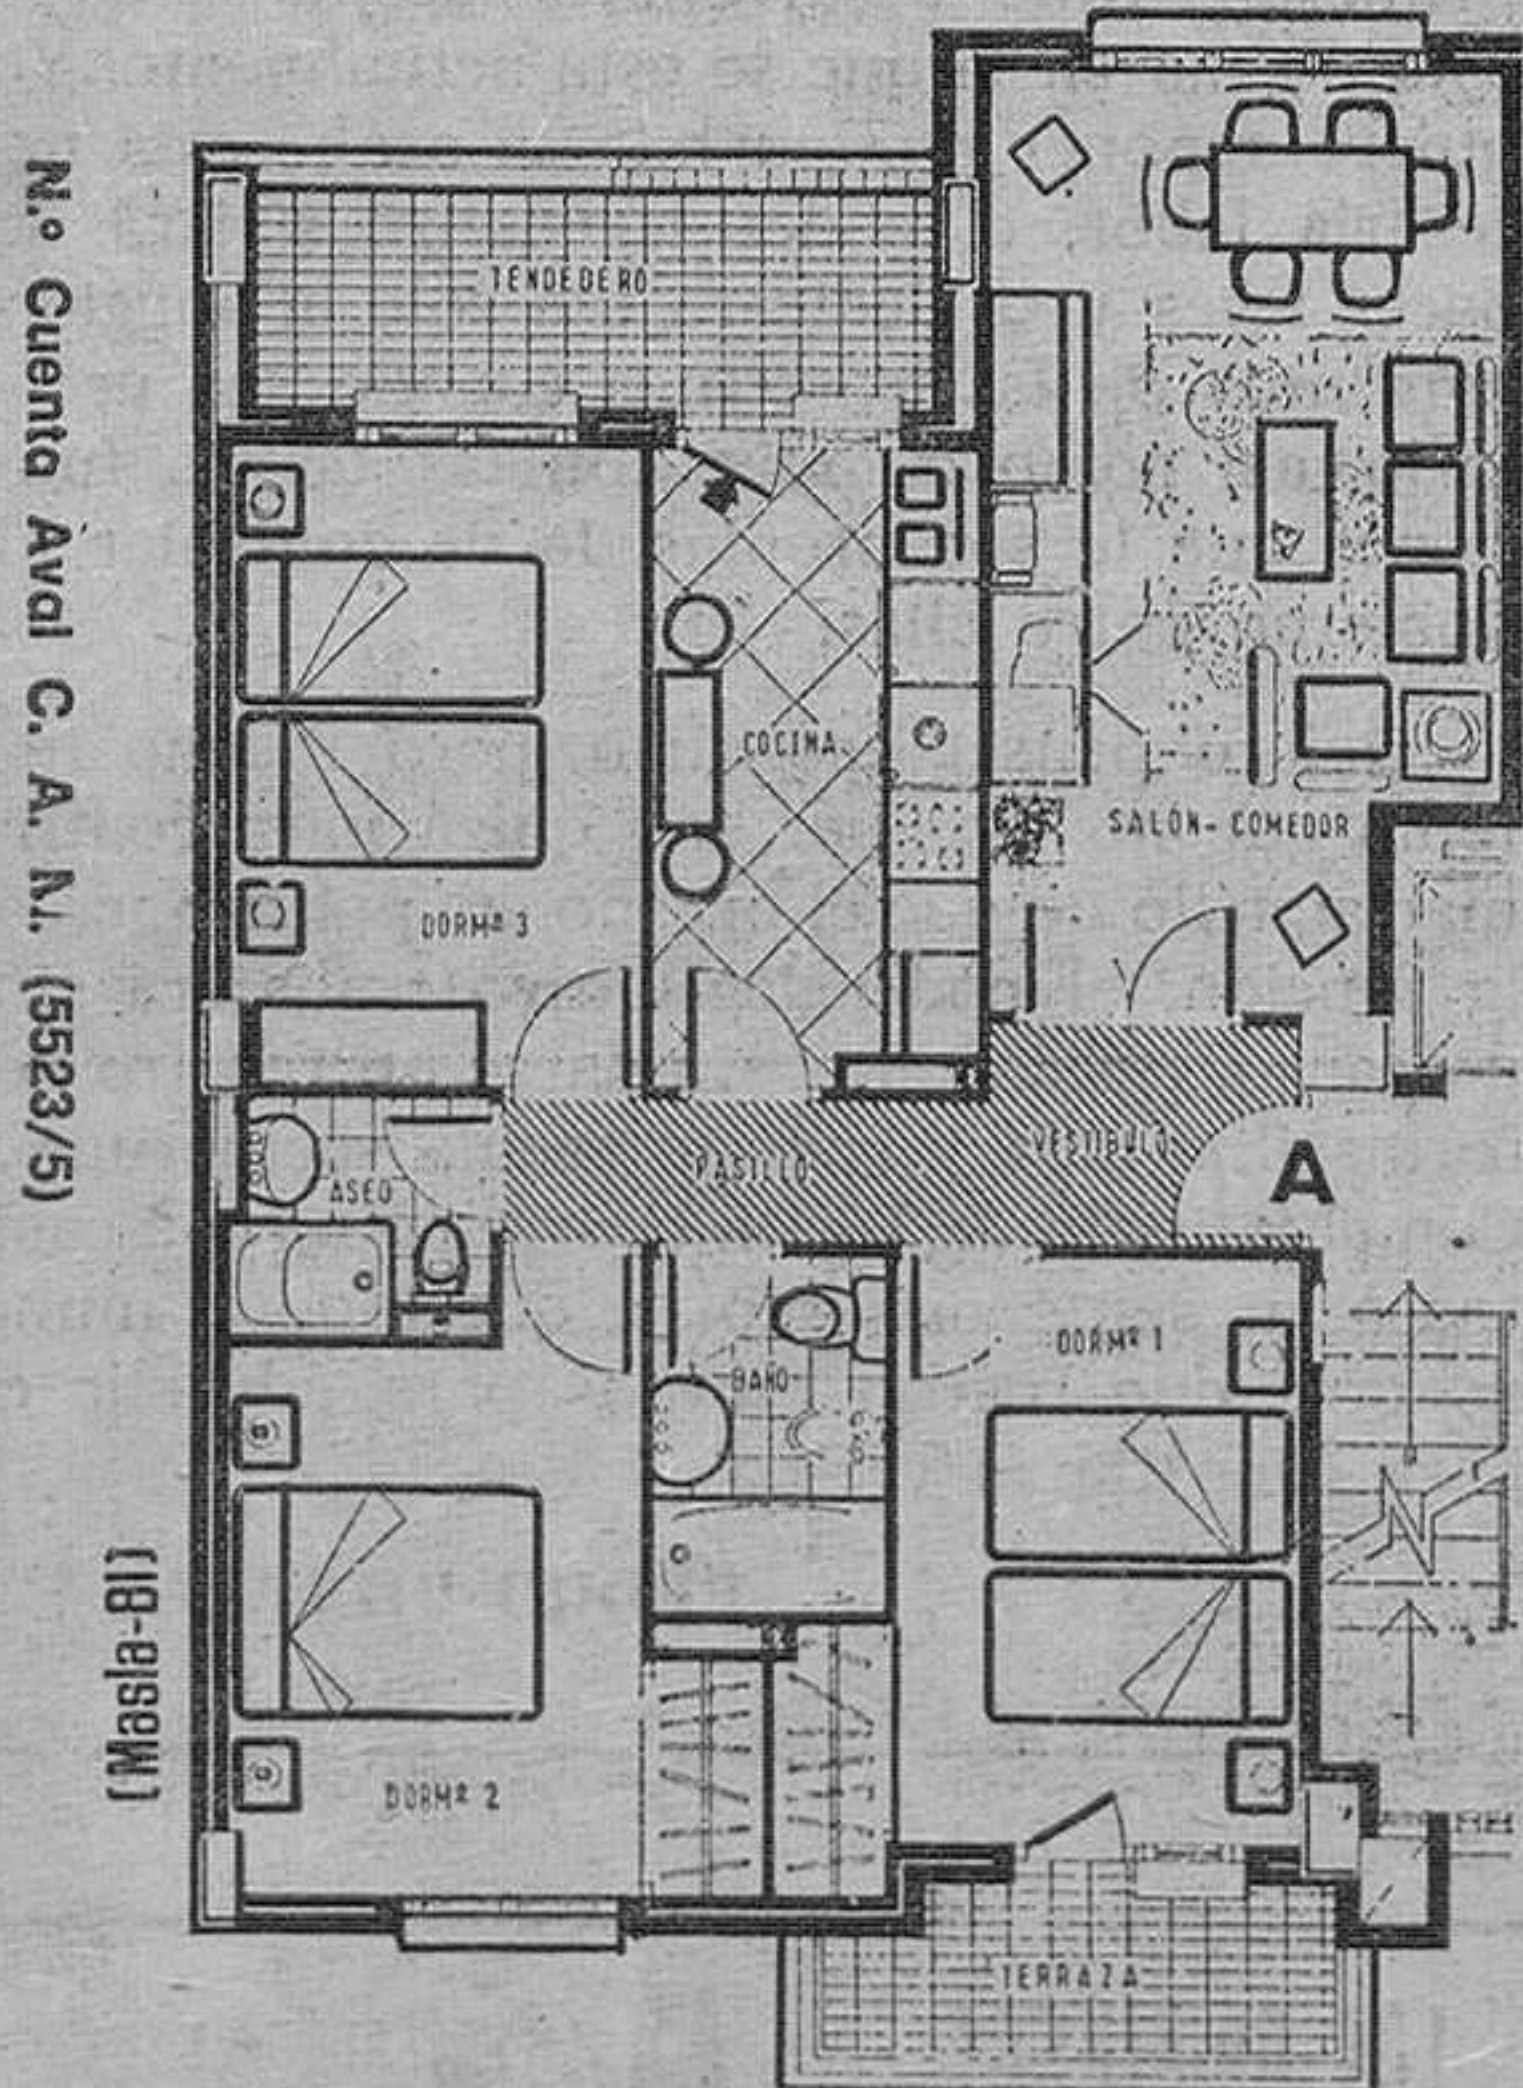 TENDEDERO
COCINA
SALÓN-COMEDOR
DORMº 3
PASILLO
VESTIBULO
A
ASEO
BAÑO
DORMº 1
DORMº 2
TERRAZA
N.º Cuenta Aval C. A. N. (5523/5)
(Masla-BI)